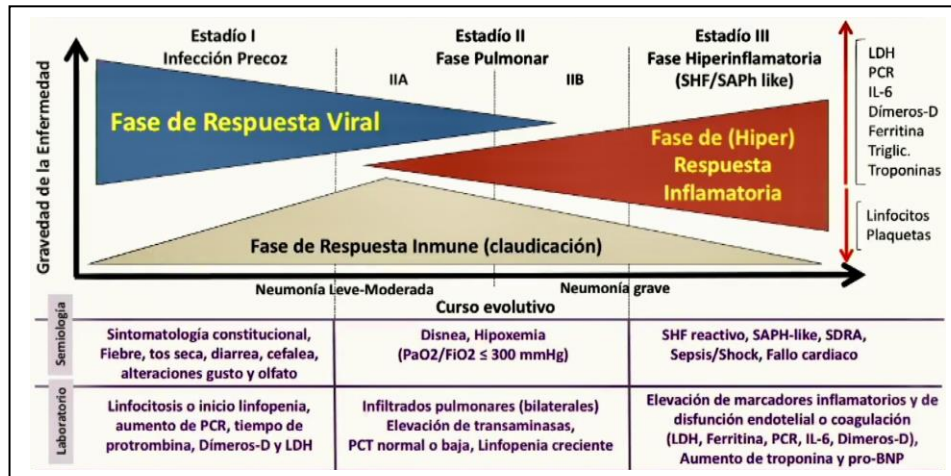 Estadío I
Infección Precoz
Estadío II
Fase Pulmonar
IIA
IIB
Estadío III
Fase Hiperinflamatoria
(SHF/SAPh like)
Gravedad de la Enfermedad
Fase de Respuesta Viral
Fase de (Hiper)
Respuesta
Inflamatoria
Fase de Respuesta Inmune (claudicación)
LDH
PCR
IL-6
Dímeros-D
Ferritina
Triglic.
Troponinas
Linfocitos
Plaquetas
Neumonía Leve-Moderada
Neumonía grave
Curso evolutivo
Semiología
Sintomatología constitucional,
Fiebre, tos seca, diarrea, cefalea,
alteraciones gusto y olfato
Disnea, Hipoxemia
(PaO2/FiO2 ≤ 300 mmHg)
SHF reactivo, SAPH-like, SDRA,
Sepsis/Shock, Fallo cardiaco
Laboratorio
Linfocitosis o inicio linfopenia,
aumento de PCR, tiempo de
protrombina, Dímeros-D y LDH
Infiltrados pulmonares (bilaterales)
Elevación de transaminasas,
PCT normal o baja, Linfopenia creciente
Elevación de marcadores inflamatorios y de
disfunción endotelial o coagulación
(LDH, Ferritina, PCR, IL-6, Dimeros-D),
Aumento de troponina y pro-BNP